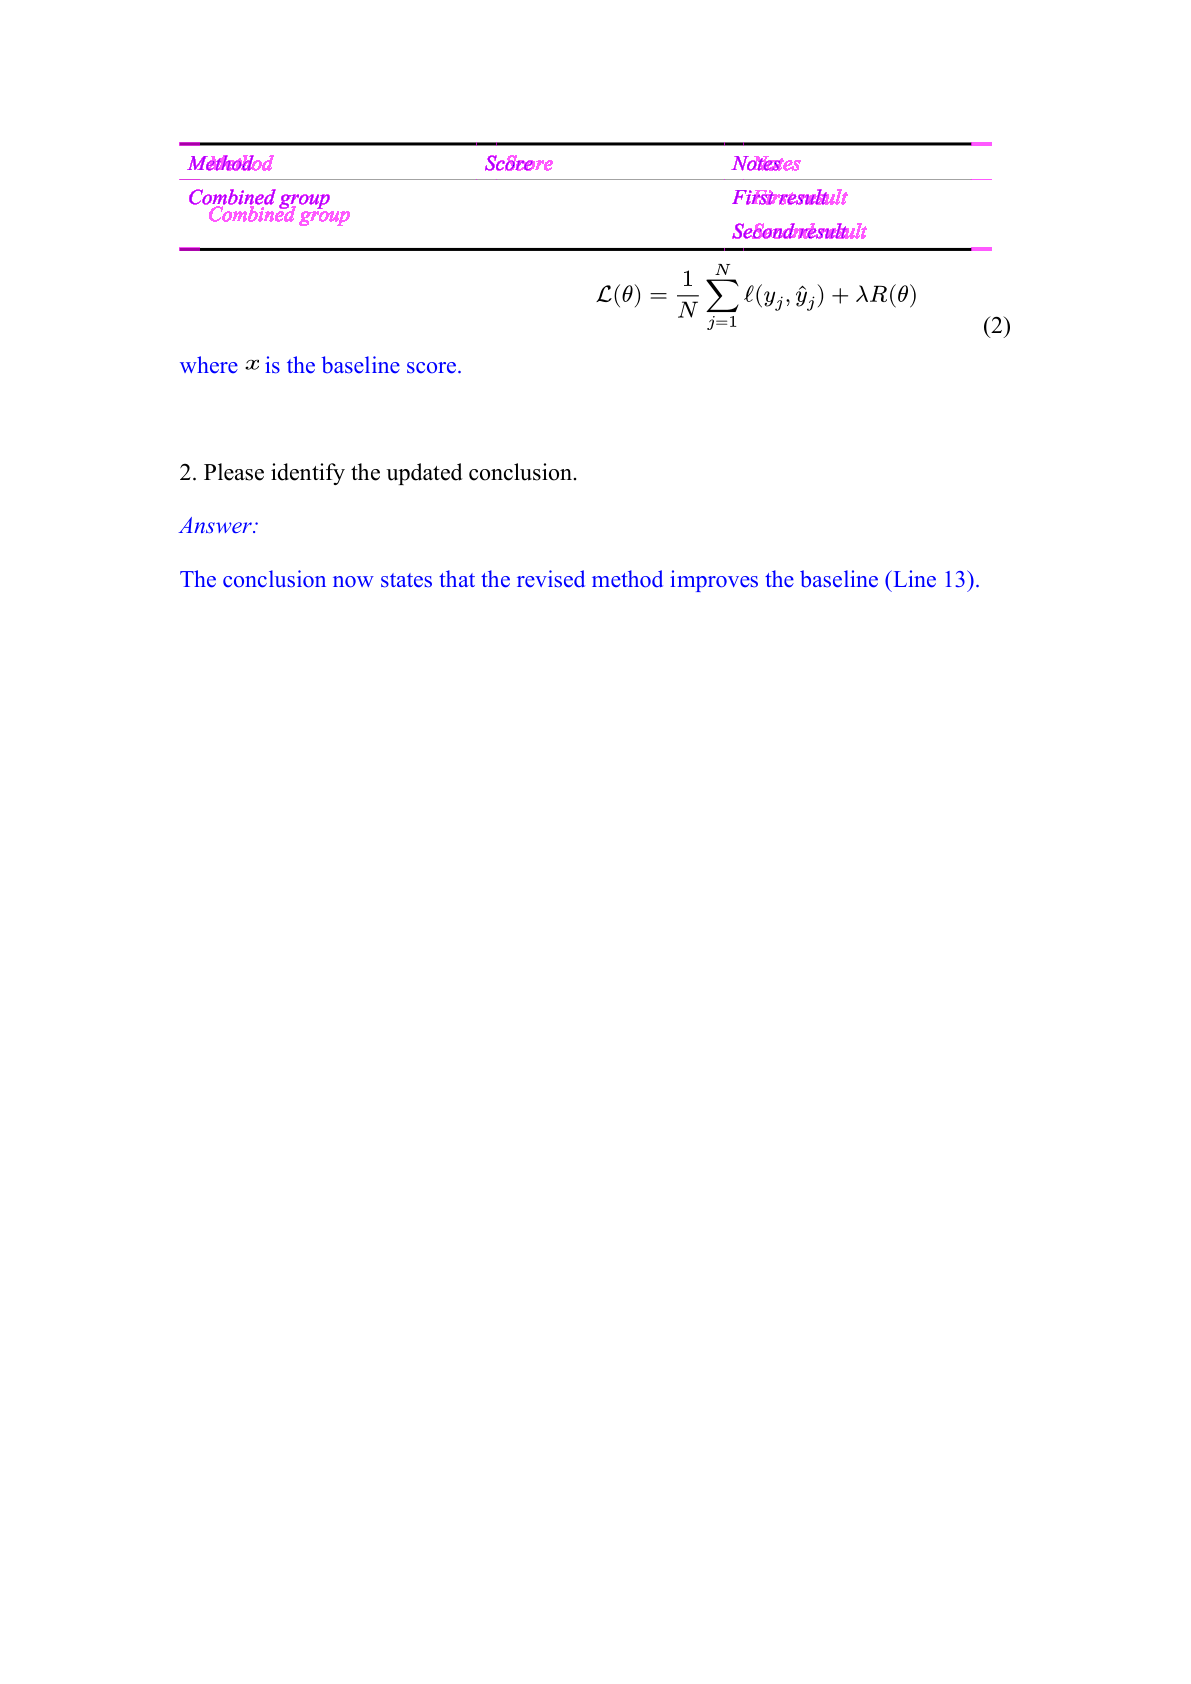 Method Score Notes
Combined group First result
Second result
ℒ(θ) = 1/N ∑_{j=1}^{N} ℓ(y_j, ŷ_j) + λR(θ)
(2)
where x is the baseline score.
2. Please identify the updated conclusion.
Answer:
The conclusion now states that the revised method improves the baseline (Line 13).